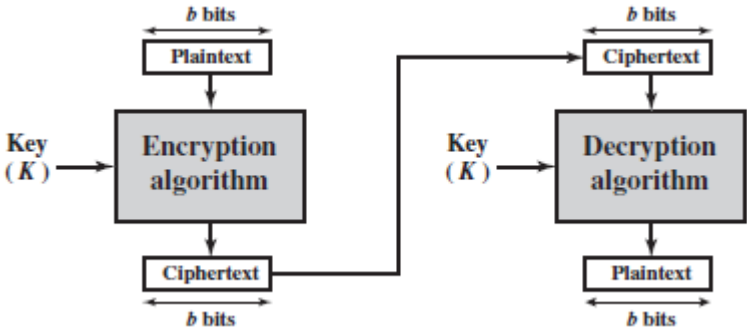 b bits
Plaintext
Key
(K)
Encryption
algorithm
Ciphertext
b bits
b bits
Ciphertext
Key
(K)
Decryption
algorithm
Plaintext
b bits